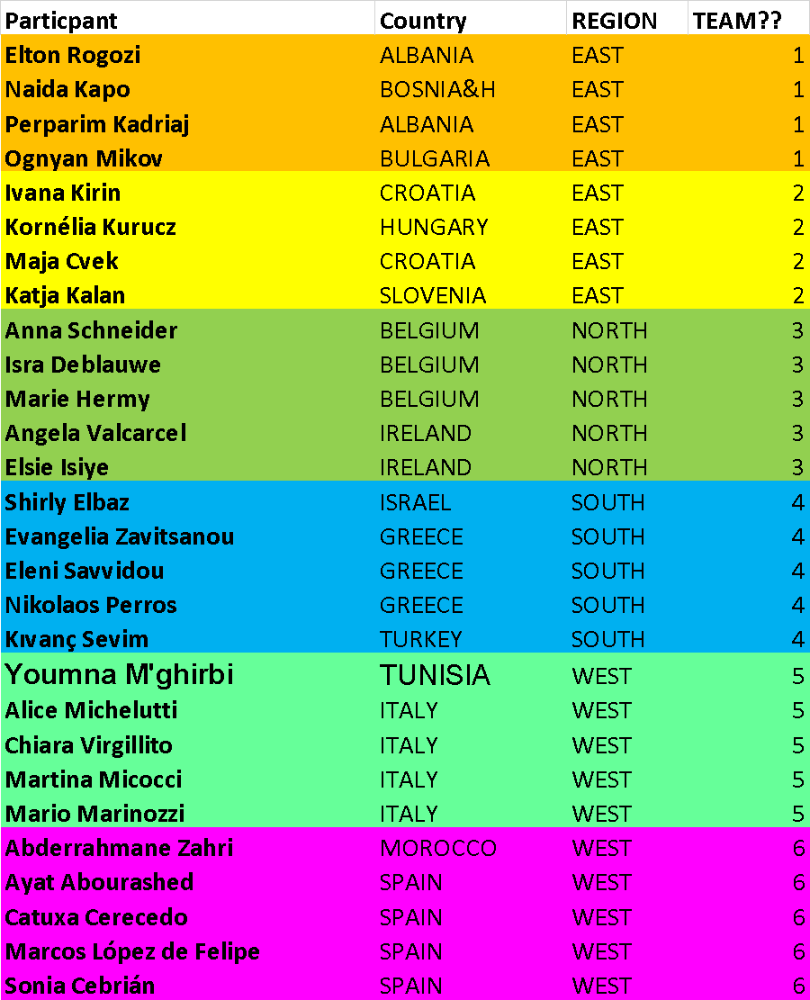 Particpant Country REGION TEAM??
Elton Rogozi ALBANIA EAST 1
Naida Kapo BOSNIA&H EAST 1
Perparim Kadriaj ALBANIA EAST 1
Ognyan Mikov BULGARIA EAST 1
Ivana Kirin CROATIA EAST 2
Kornélia Kurucz HUNGARY EAST 2
Maja Cvek CROATIA EAST 2
Katja Kalan SLOVENIA EAST 2
Anna Schneider BELGIUM NORTH 3
Isra Deblauwe BELGIUM NORTH 3
Marie Hermy BELGIUM NORTH 3
Angela Valcarcel IRELAND NORTH 3
Elsie Isiye IRELAND NORTH 3
Shirly Elbaz ISRAEL SOUTH 4
Evangelia Zavitsanou GREECE SOUTH 4
Eleni Savvidou GREECE SOUTH 4
Nikolaos Perros GREECE SOUTH 4
Kıvanç Sevim TURKEY SOUTH 4
Youmna M'ghirbi TUNISIA WEST 5
Alice Michelutti ITALY WEST 5
Chiara Virgillito ITALY WEST 5
Martina Micocci ITALY WEST 5
Mario Marinozzi ITALY WEST 5
Abderrahmane Zahri MOROCCO WEST 6
Ayat Abourashed SPAIN WEST 6
Catuxa Cerecedo SPAIN WEST 6
Marcos López de Felipe SPAIN WEST 6
Sonia Cebrián SPAIN WEST 6